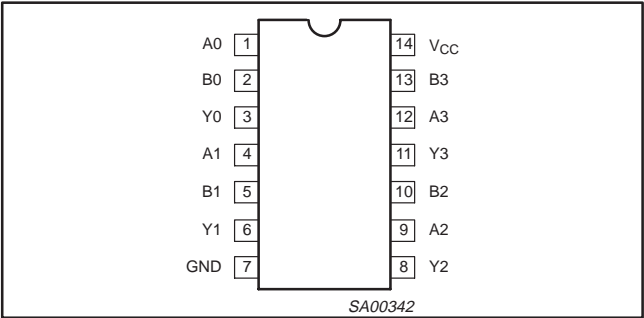 A0 1 14 VCC
B0 2 13 B3
Y0 3 12 A3
A1 4 11 Y3
B1 5 10 B2
Y1 6 9 A2
GND 7 8 Y2
SA00342